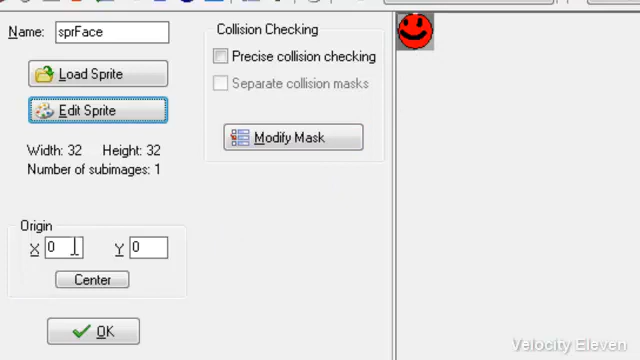 Name: sprFace
Load Sprite
Edit Sprite
Width: 32 Height: 32
Number of subimages: 1
Origin
X 0 Y 0
Center
OK
Collision Checking
Precise collision checking
Separate collision masks
Modify Mask
Velocity Eleven